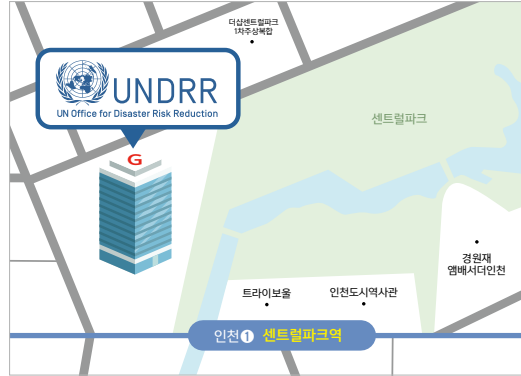 더샵센트럴파크
1차주상복합
UNDRR
UN Office for Disaster Risk Reduction
센트럴파크
G
경원재
앰배서더인천
트라이보울
인천도시역사관
인천❶ 센트럴파크역